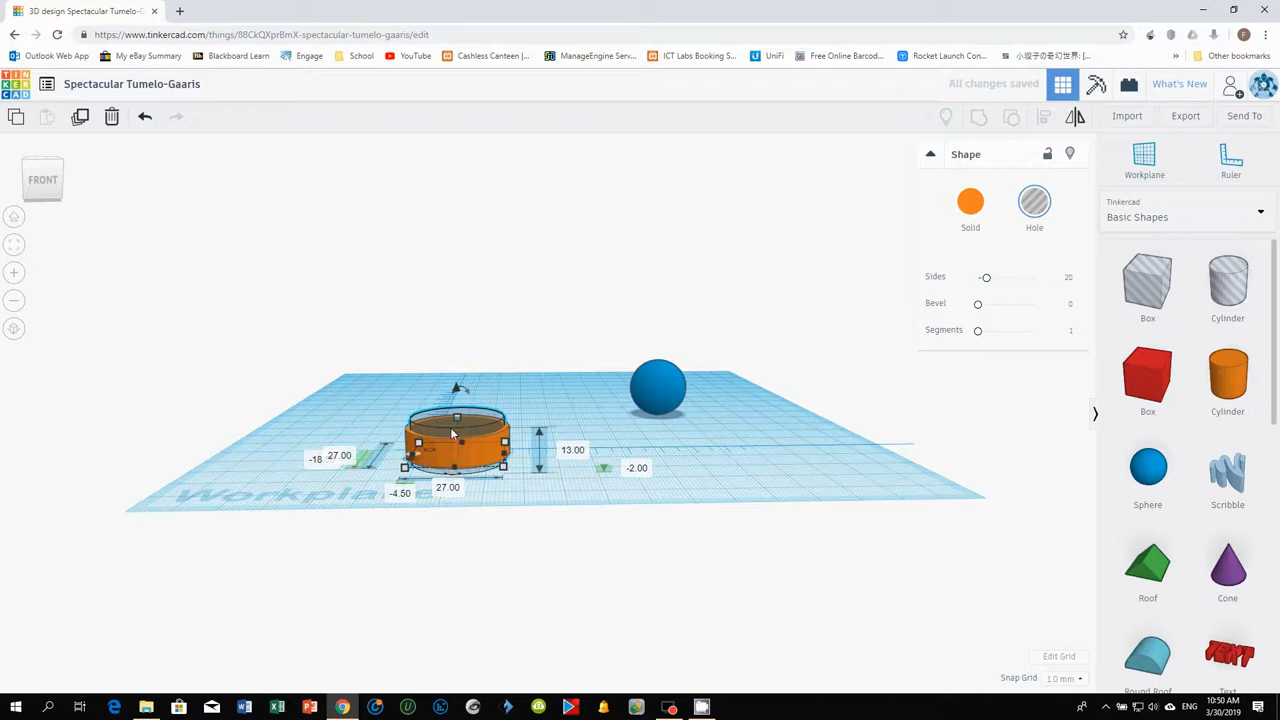 3D design Spectacular Tumelo-G
https://www.tinkercad.com/things/88CkQXprBmX-spectacular-tumelo-gaaris/edit
Outlook Web App
My eBay Summary
Blackboard Learn
Engage
School
YouTube
Cashless Canteen |...
ManageEngine Serv...
ICT Labs Booking S...
UniFi
Free Online Barcod...
Rocket Launch Con...
Other bookmarks
TIN
KER
CAD
Spectacular Tumelo-Gaaris
All changes saved
What's New
Import
Export
Send To
FRONT
Shape
Solid
Hole
Sides
20
Bevel
0
Segments
1
Workplane
Ruler
Tinkercad
Basic Shapes
Box
Cylinder
Box
Cylinder
Sphere
Scribble
Roof
Cone
Round Roof
TEXT
Text
27.00
13.00
-2.00
27.00
-4.50
Workplane
Edit Grid
Snap Grid
1.0 mm
10:50 AM
3/30/2019